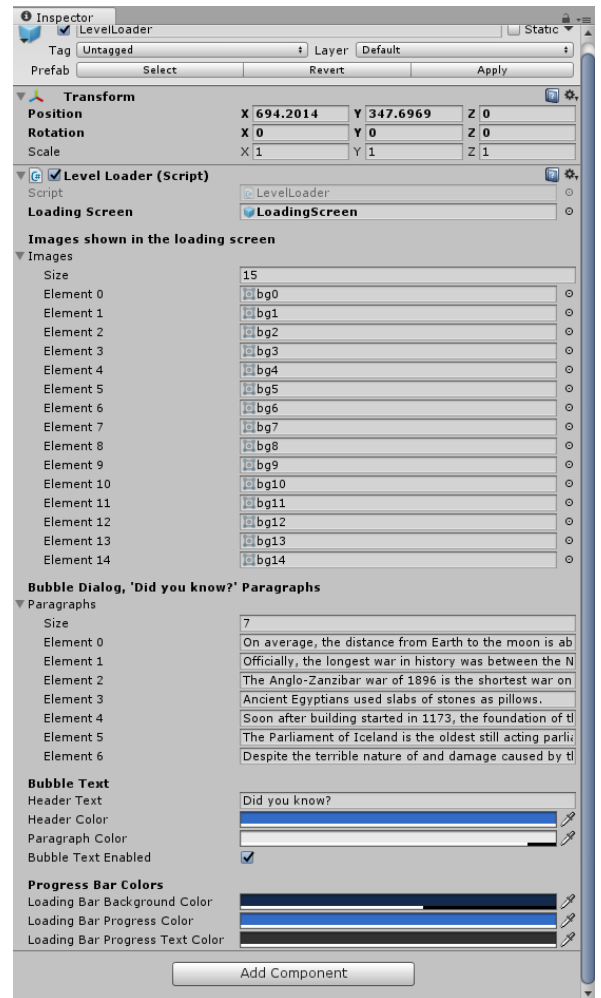 Inspector
LevelLoader Static
Tag Untagged Layer Default
Prefab Select Revert Apply
Transform
Position X 694.2014 Y 347.6969 Z 0
Rotation X 0 Y 0 Z 0
Scale X 1 Y 1 Z 1
Level Loader (Script)
Script LevelLoader
Loading Screen LoadingScreen
Images shown in the loading screen
Images
Size 15
Element 0 bg0
Element 1 bg1
Element 2 bg2
Element 3 bg3
Element 4 bg4
Element 5 bg5
Element 6 bg6
Element 7 bg7
Element 8 bg8
Element 9 bg9
Element 10 bg10
Element 11 bg11
Element 12 bg12
Element 13 bg13
Element 14 bg14
Bubble Dialog, 'Did you know?' Paragraphs
Paragraphs
Size 7
Element 0 On average, the distance from Earth to the moon is ab
Element 1 Officially, the longest war in history was between the N
Element 2 The Anglo-Zanzibar war of 1896 is the shortest war on
Element 3 Ancient Egyptians used slabs of stones as pillows.
Element 4 Soon after building started in 1173, the foundation of
Element 5 The Parliament of Iceland is the oldest still acting
Element 6 Despite the terrible nature of and damage caused by
Bubble Text
Header Text Did you know?
Header Color
Paragraph Color
Bubble Text Enabled
Progress Bar Colors
Loading Bar Background Color
Loading Bar Progress Color
Loading Bar Progress Text Color
Add Component